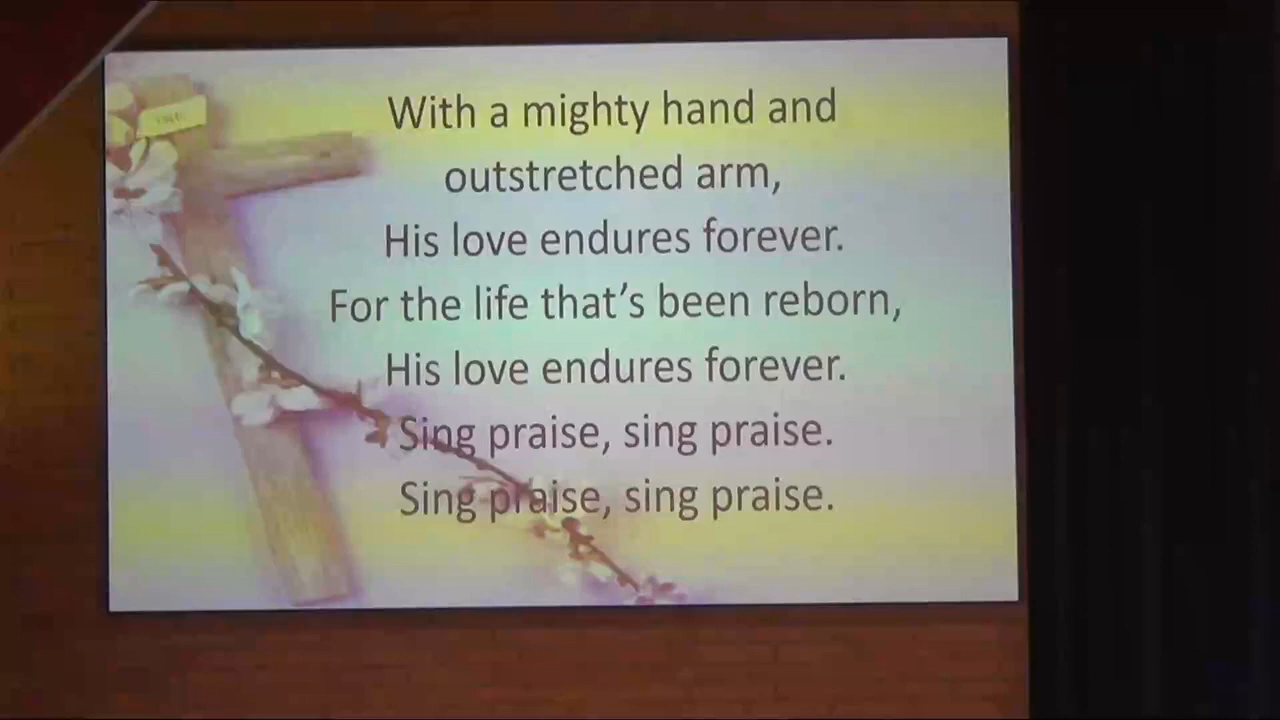 With a mighty hand and
outstretched arm,
His love endures forever.
For the life that's been reborn,
His love endures forever.
Sing praise, sing praise.
Sing praise, sing praise.